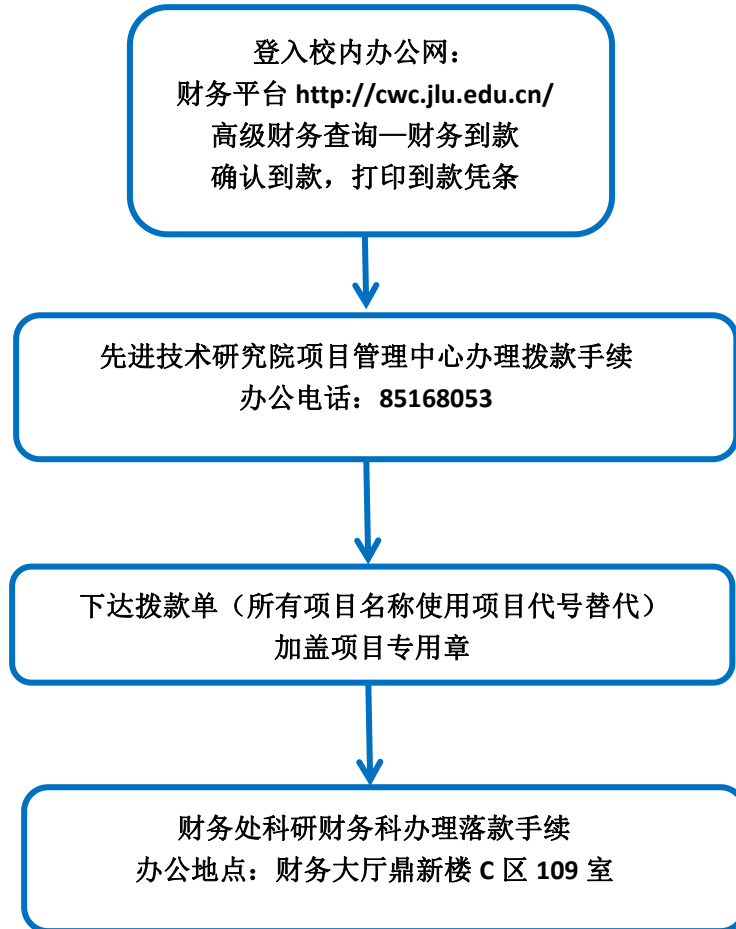 登入校内办公网：
财务平台 http://cwc.jlu.edu.cn/
高级财务查询—财务到款
确认到款，打印到款凭条
先进技术研究院项目管理中心办理拨款手续
办公电话：85168053
下达拨款单（所有项目名称使用项目代号替代）
加盖项目专用章
财务处科研财务科办理落款手续
办公地点：财务大厅鼎新楼 C 区 109 室